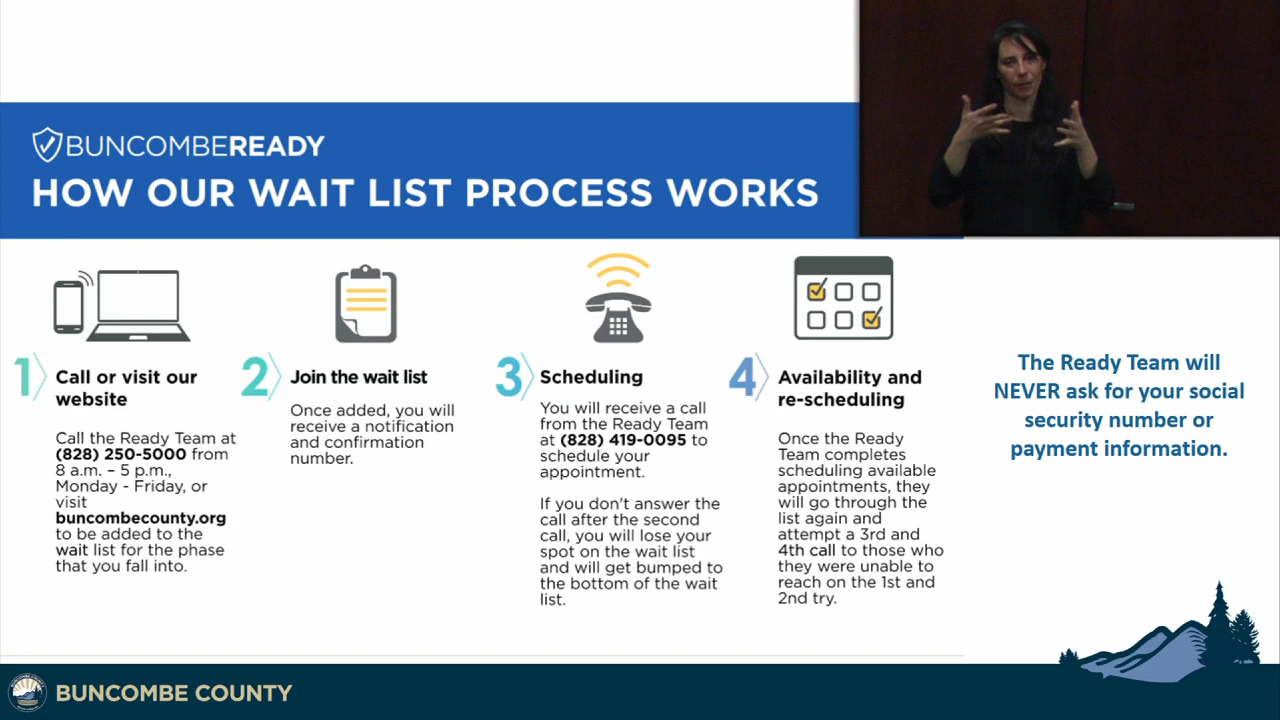 BUNCOMBEREADY
HOW OUR WAIT LIST PROCESS WORKS
1
Call or visit our
website
Call the Ready Team at
(828) 250-5000 from
8 a.m. – 5 p.m.,
Monday - Friday, or
visit
buncombecounty.org
to be added to the
wait list for the phase
that you fall into.
2
Join the wait list
Once added, you will
receive a notification
and confirmation
number.
3
Scheduling
You will receive a call
from the Ready Team
at (828) 419-0095 to
schedule your
appointment.
If you don't answer the
call after the second
call, you will lose your
spot on the wait list
and will get bumped to
the bottom of the wait
list.
4
Availability and
re-scheduling
Once the Ready
Team completes
scheduling available
appointments, they
will go through the
list again and
attempt a 3rd and
4th call to those who
they were unable to
reach on the 1st and
2nd try.
The Ready Team will
NEVER ask for your social
security number or
payment information.
BUNCOMBE COUNTY